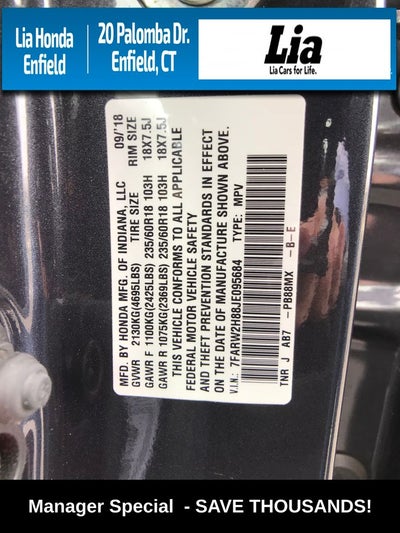 Lia Honda
Enfield
20 Palomba Dr.
Enfield, CT
Lia
Lia Cars for Life.
MFD. BY HONDA MFG. OF INDIANA, LLC 09/'18
TIRE SIZE RIM SIZE
GVWR 2130KG(4695LBS)
GAWR F 1100KG(2425LBS) 235/60R18 103H 18X7.5J
GAWR R 1075KG(2369LBS) 235/60R18 103H 18X7.5J
THIS VEHICLE CONFORMS TO ALL APPLICABLE
FEDERAL MOTOR VEHICLE SAFETY
AND THEFT PREVENTION STANDARDS IN EFFECT
ON THE DATE OF MANUFACTURE SHOWN ABOVE.
V.I.N.: 7FARW2H88JE095684 TYPE: MPV
TNR J AB7 -PB88MX -B-E
Manager Special - SAVE THOUSANDS!